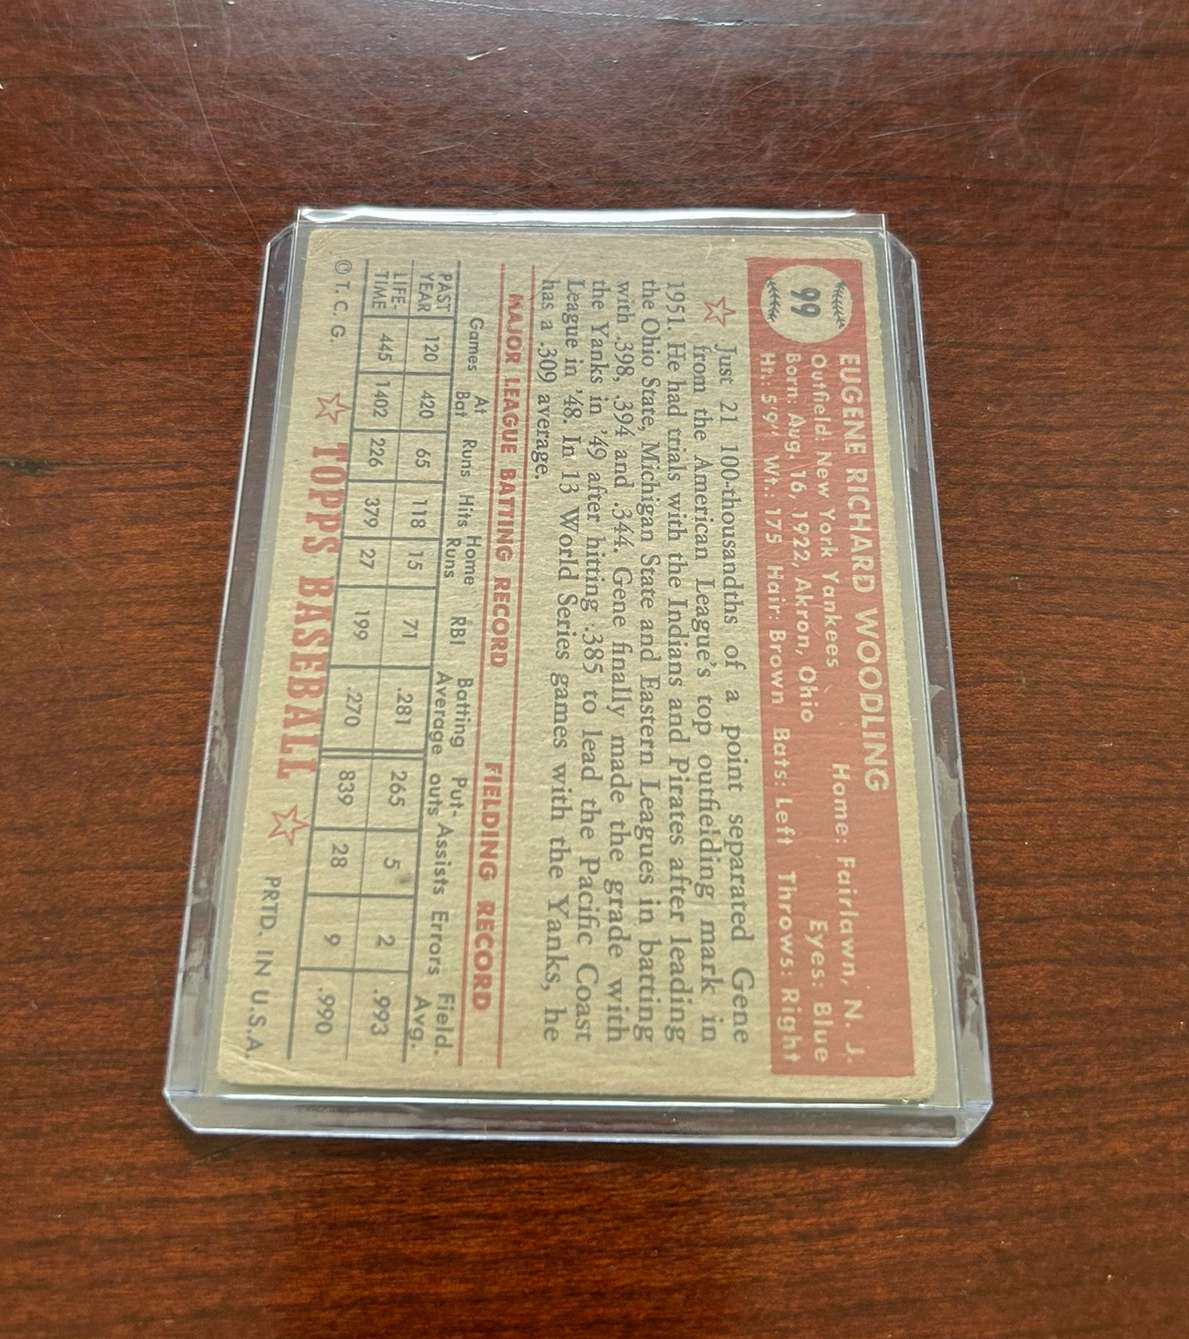 99
EUGENE RICHARD WOODLING
Outfield: New York Yankees Home: Fairlawn, N. J.
Born: Aug. 16, 1922, Akron, Ohio Eyes: Blue
Ht.: 5'9" Wt.: 175 Hair: Brown Bats: Left Throws: Right
Just 21 100-thousandths of a point separated Gene
from the American League's top outfielding mark in
1951. He had trials with the Indians and Pirates after leading
the Ohio State, Michigan State and Eastern Leagues in batting
with .398, .394 and .344. Gene finally made the grade with
the Yanks in '49 after hitting .385 to lead the Pacific Coast
League in '48. In 13 World Series games with the Yanks, he
has a .309 average.
MAJOR LEAGUE BATTING RECORD FIELDING RECORD
Games At Bat Runs Hits Home Runs RBI Batting Average Put-outs Assists Errors Field. Avg.
PAST YEAR 120 420 65 118 15 71 .281 265 5 2 .993
LIFE-TIME 445 1402 226 379 27 199 .270 839 28 9 .990
© T. C. G. TOPPS BASEBALL PRTD. IN U.S.A.